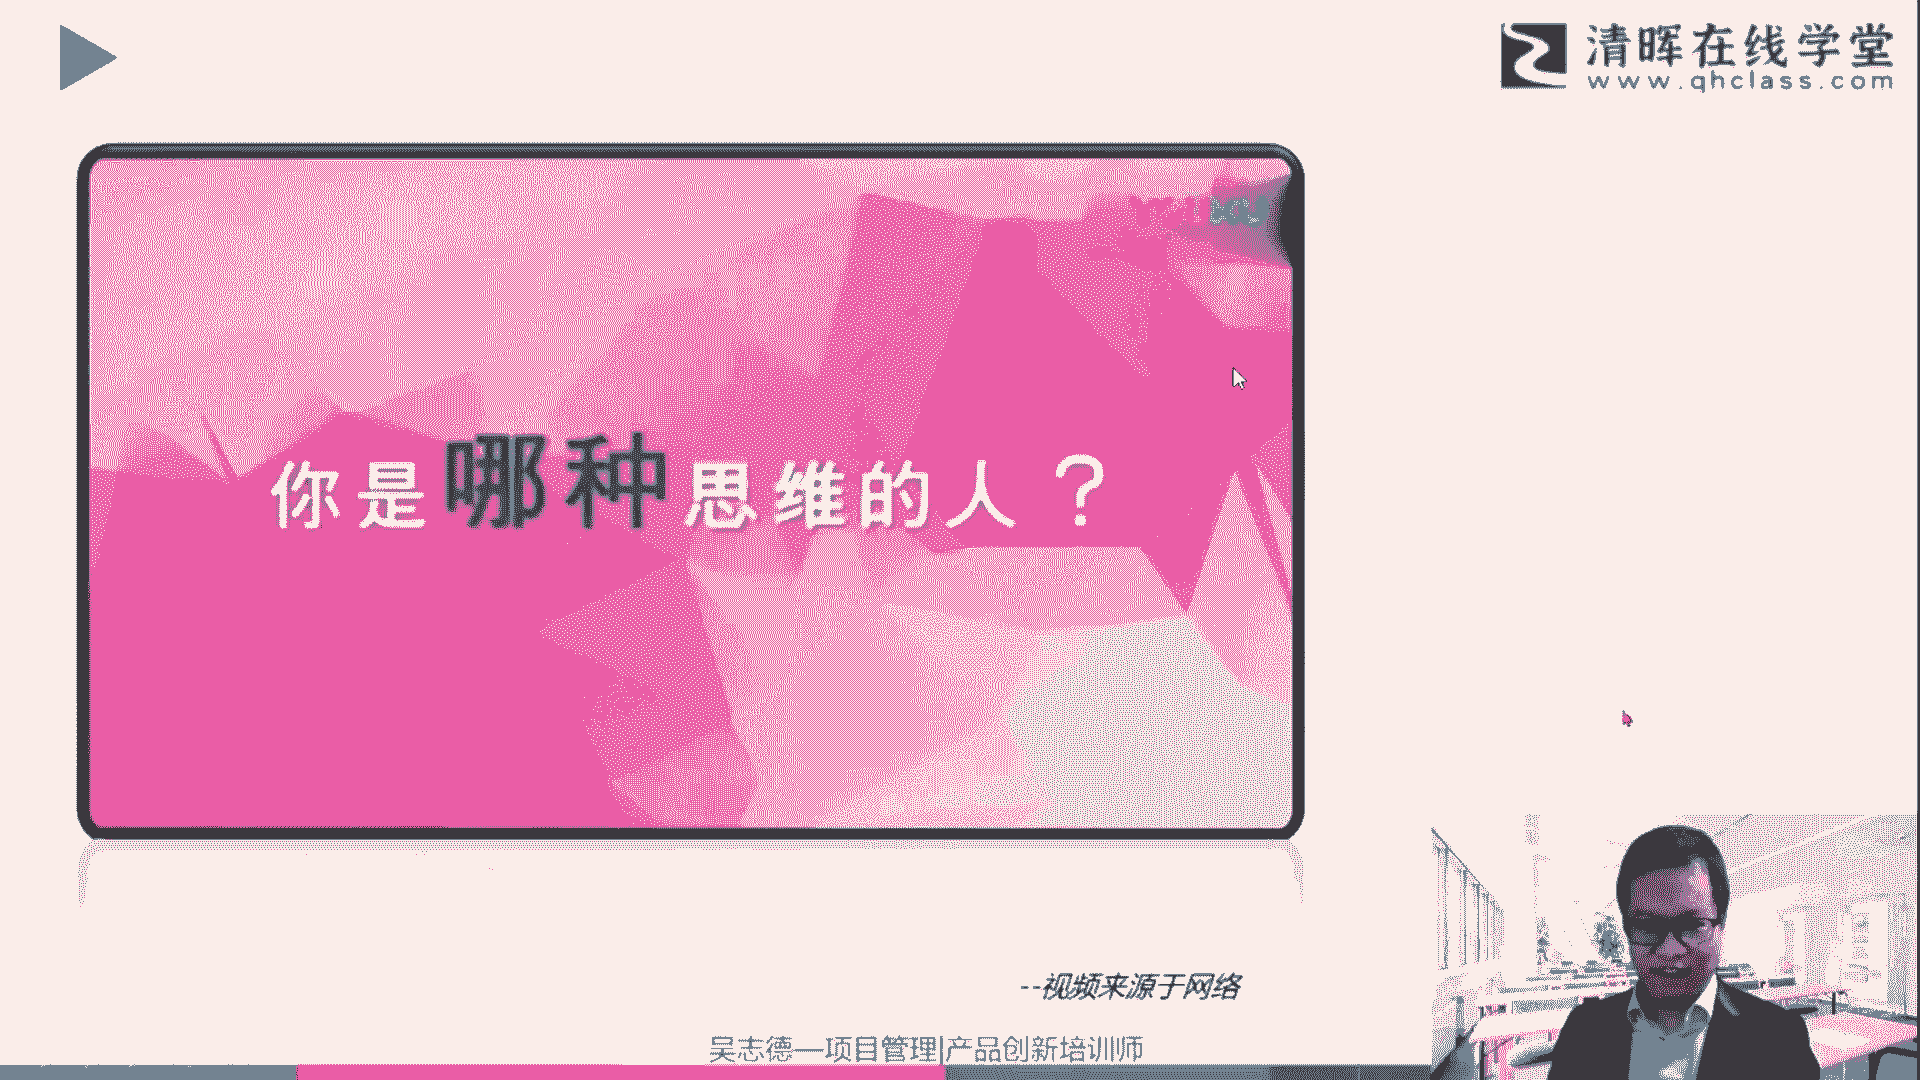 清晖在线学堂
www.qhclass.com
你是哪种思维的人？
--视频来源于网络
吴志德—项目管理|产品创新培训师